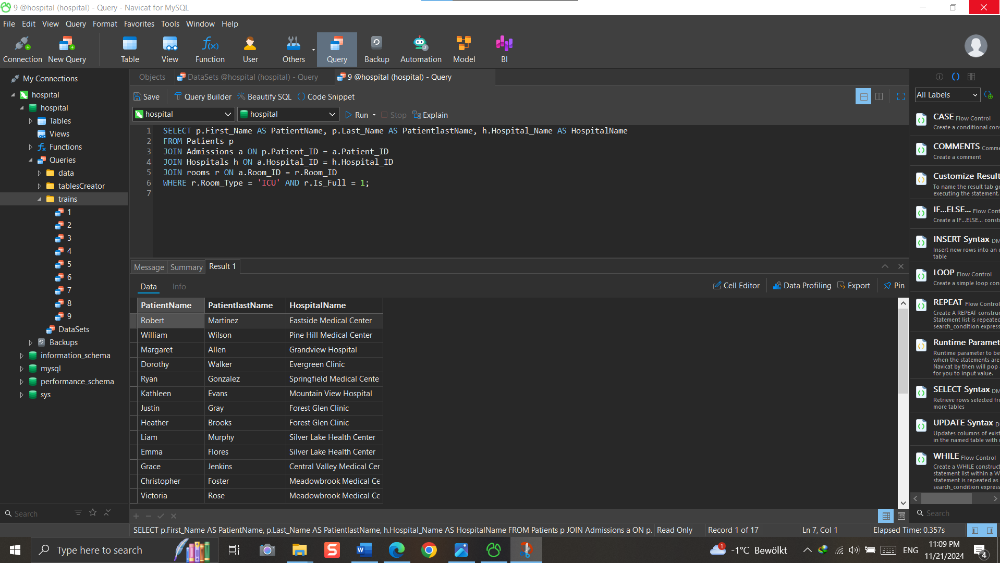 9 @hospital (hospital) - Query - Navicat for MySQL
File Edit View Query Format Favorites Tools Window Help
Connection New Query Table View Function User Others Query Backup Automation Model BI
My Connections
hospital
hospital
Tables
Views
Functions
Queries
data
tablesCreator
trains
1
2
3
4
5
6
7
8
9
DataSets
Backups
information_schema
mysql
performance_schema
sys
Search
Objects DataSets @hospital (hospital) - Query 9 @hospital (hospital) - Query
Save Query Builder Beautify SQL Code Snippet
hospital hospital Run Stop Explain
1 SELECT p.First_Name AS PatientName, p.Last_Name AS PatientlastName, h.Hospital_Name AS HospitalName
2 FROM Patients p
3 JOIN Admissions a ON p.Patient_ID = a.Patient_ID
4 JOIN Hospitals h ON a.Hospital_ID = h.Hospital_ID
5 JOIN rooms r ON a.Room_ID = r.Room_ID
6 WHERE r.Room_Type = 'ICU' AND r.Is_Full = 1;
7
Message Summary Result 1
Data Info Cell Editor Data Profiling Export Pin
PatientName PatientlastName HospitalName
Robert Martinez Eastside Medical Center
William Wilson Pine Hill Medical Center
Margaret Allen Grandview Hospital
Dorothy Walker Evergreen Clinic
Ryan Gonzalez Springfield Medical Cente
Kathleen Evans Mountain View Hospital
Justin Gray Forest Glen Clinic
Heather Brooks Forest Glen Clinic
Liam Murphy Silver Lake Health Center
Emma Flores Silver Lake Health Center
Grace Jenkins Central Valley Medical Cer
Christopher Foster Meadowbrook Medical Ce
Victoria Rose Meadowbrook Medical Ce
SELECT p.First_Name AS PatientName, p.Last_Name AS PatientlastName, h.Hospital_Name AS HospitalName FROM Patients p JOIN Admissions a ON p. Read Only Record 1 of 17 Ln 7, Col 1 Elapsed Time: 0.357s
All Labels
CASE Flow Control
Create a conditional cons
COMMENTS Comme
Create a comment
Customize Result
To name the result tab ge
executing the statement.
IF...ELSE... Flow Cont
Create a IF...ELSE... constr
INSERT Syntax DM
Insert new rows into an e
table
LOOP Flow Control
Create a simple loop con
REPEAT Flow Control
Create A REPEAT construc
Statement list is repeated
search_condition express
Runtime Paramet
Runtime parameter to be
when the statements are
Navicat by then will pop
for you to input value.
SELECT Syntax DM
Retrieve rows selected fro
more tables
UPDATE Syntax D
Updates columns of exist
in the named table with
WHILE Flow Control
Create a WHILE construct
statement list within a W
statement is repeated as
search_condition express
Search
Type here to search
1 -1°C Bewölkt ENG 11:09 PM
11/21/2024 4